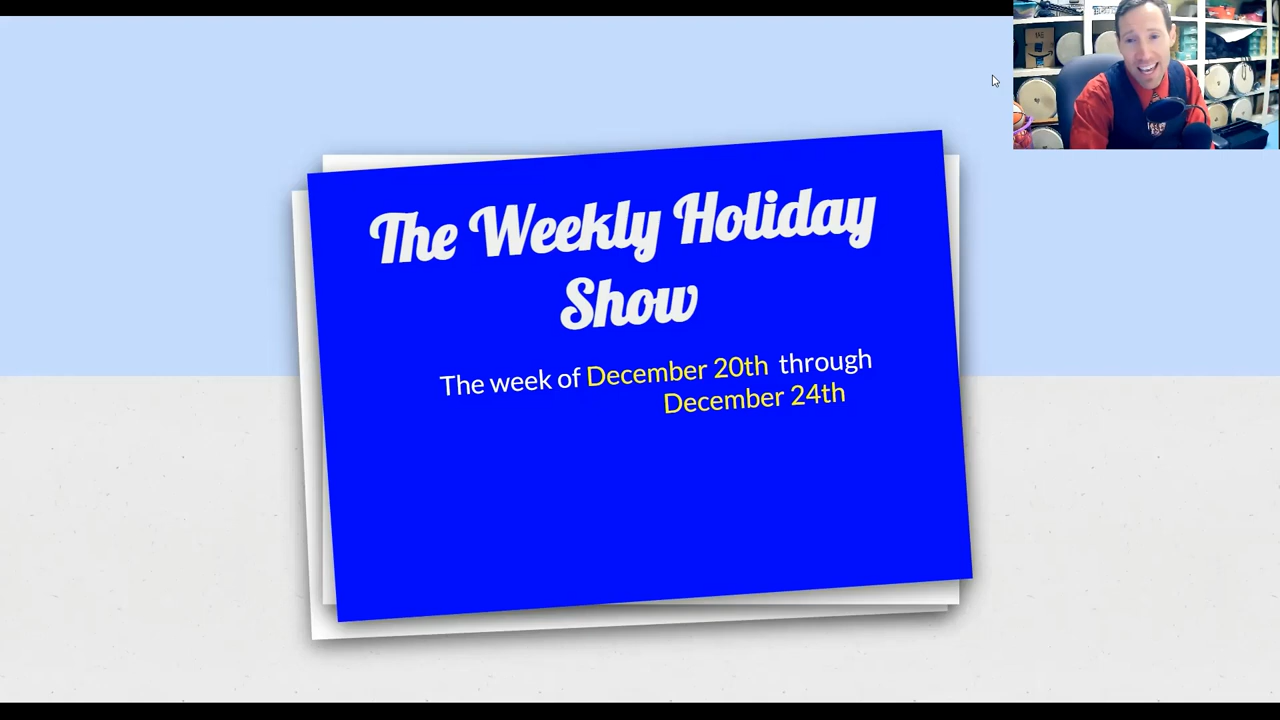 The Weekly Holiday
Show
The week of December 20th through
December 24th